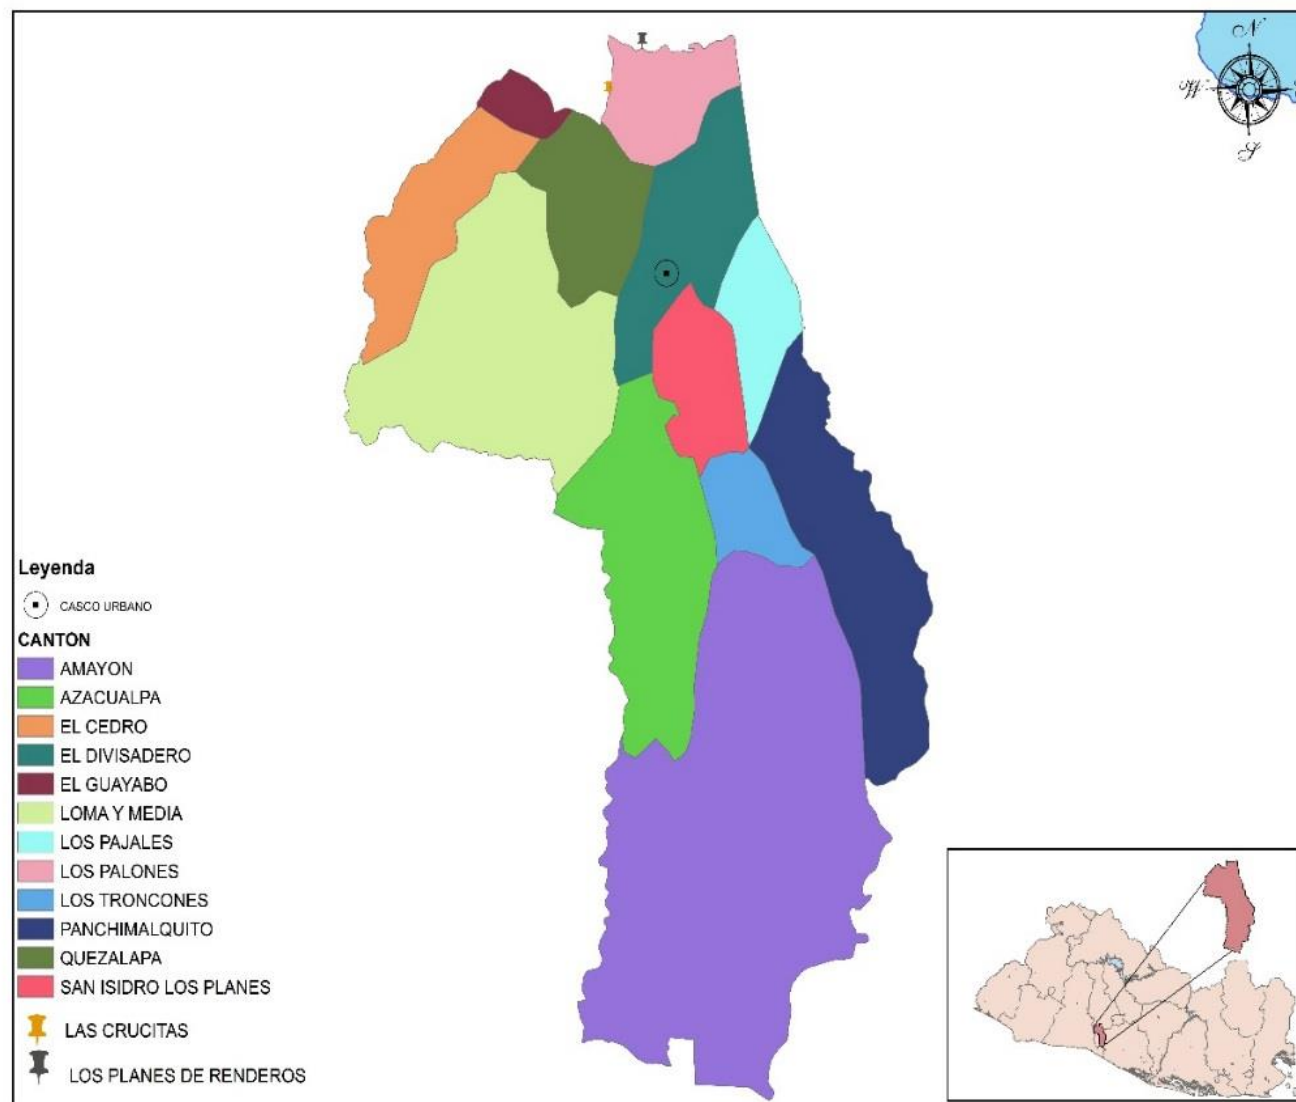 N
W
S
Leyenda
CASCO URBANO
CANTON
AMAYON
AZACUALPA
EL CEDRO
EL DIVISADERO
EL GUAYABO
LOMA Y MEDIA
LOS PAJALES
LOS PALONES
LOS TRONCONES
PANCHIMALQUITO
QUEZALAPA
SAN ISIDRO LOS PLANES
LAS CRUCITAS
LOS PLANES DE RENDEROS